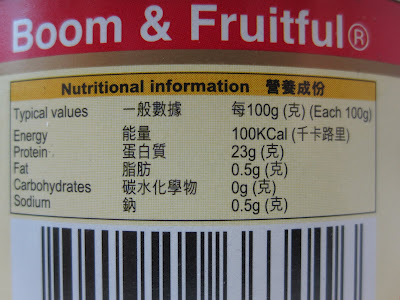 Boom & Fruitful®
Nutritional information 營養成份
Typical values 一般數據 每100g (克) (Each 100g)
Energy 能量 100KCal (千卡路里)
Protein 蛋白質 23g (克)
Fat 脂肪 0.5g (克)
Carbohydrates 碳水化學物 0g (克)
Sodium 鈉 0.5g (克)